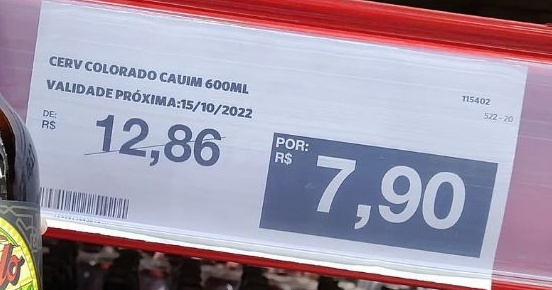 CERV COLORADO CAUIM 600ML
VALIDADE PRÓXIMA:15/10/2022
115402
522 - 20
DE:
R$
12,86
POR:
R$
7,90